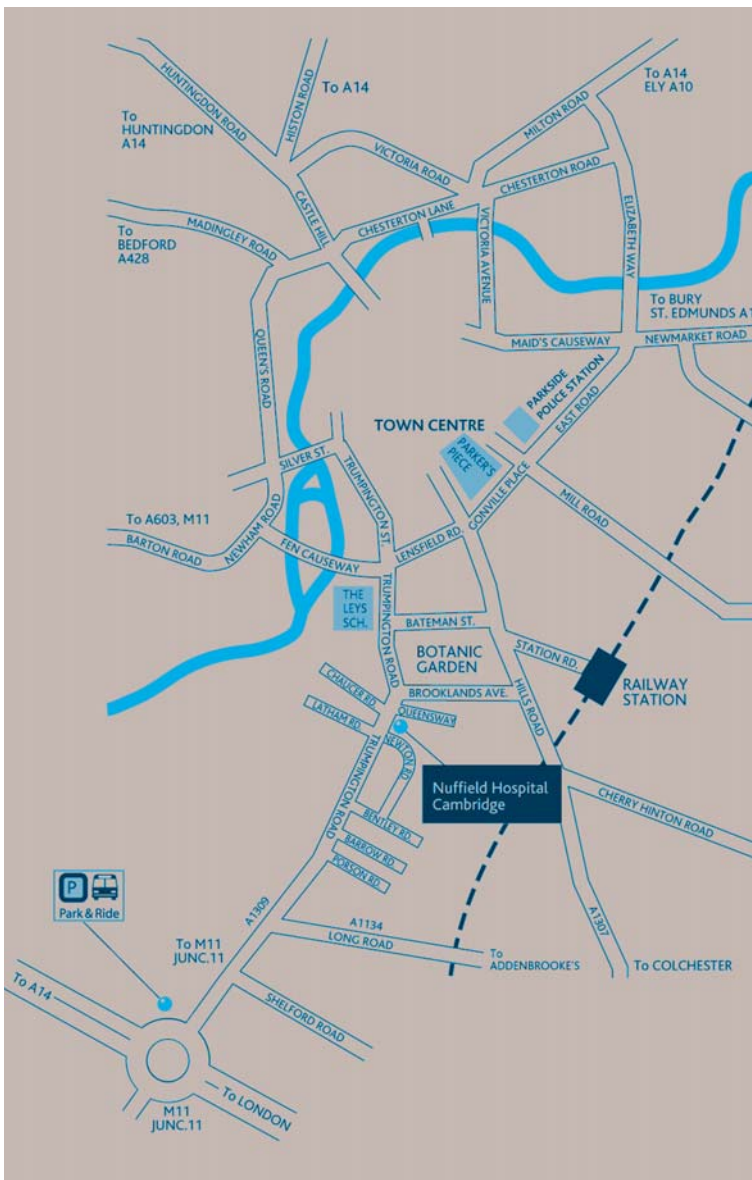 HUNTINGDON ROAD
HISTON ROAD
To A14
To A14
ELY A10
To
HUNTINGDON
A14
MILTON ROAD
VICTORIA ROAD
CHESTERTON ROAD
CASTLE HILL
ELIZABETH WAY
To
BEDFORD
A428
MADINGLEY ROAD
CHESTERTON LANE
VICTORIA AVENUE
To BURY
ST. EDMUNDS A1
MAID'S CAUSEWAY
NEWMARKET ROAD
QUEEN'S ROAD
PARKSIDE
POLICE STATION
EAST ROAD
TOWN CENTRE
PARKER'S
PIECE
SILVER ST.
TRUMPINGTON ST.
GONVILLE PLACE
MILL ROAD
To A603, M11
BARTON ROAD
NEWHAM ROAD
FEN CAUSEWAY
LENSFIELD RD.
THE
LEYS
SCH.
TRUMPINGTON ROAD
BATEMAN ST.
BOTANIC
GARDEN
STATION RD.
RAILWAY
STATION
CHAUCER RD.
BROOKLANDS AVE.
HILLS ROAD
LATHAM RD.
QUEENSWAY
NEWTON RD
TRUMPINGTON ROAD
Nuffield Hospital
Cambridge
CHERRY HINTON ROAD
BENTLEY RD.
BARROW RD.
PORSON RD.
P
Park & Ride
A1309
A1134
LONG ROAD
A1307
To M11
JUNC.11
To
ADDENBROOKE'S
To COLCHESTER
To A14
SHELFORD ROAD
M11
JUNC.11
To LONDON